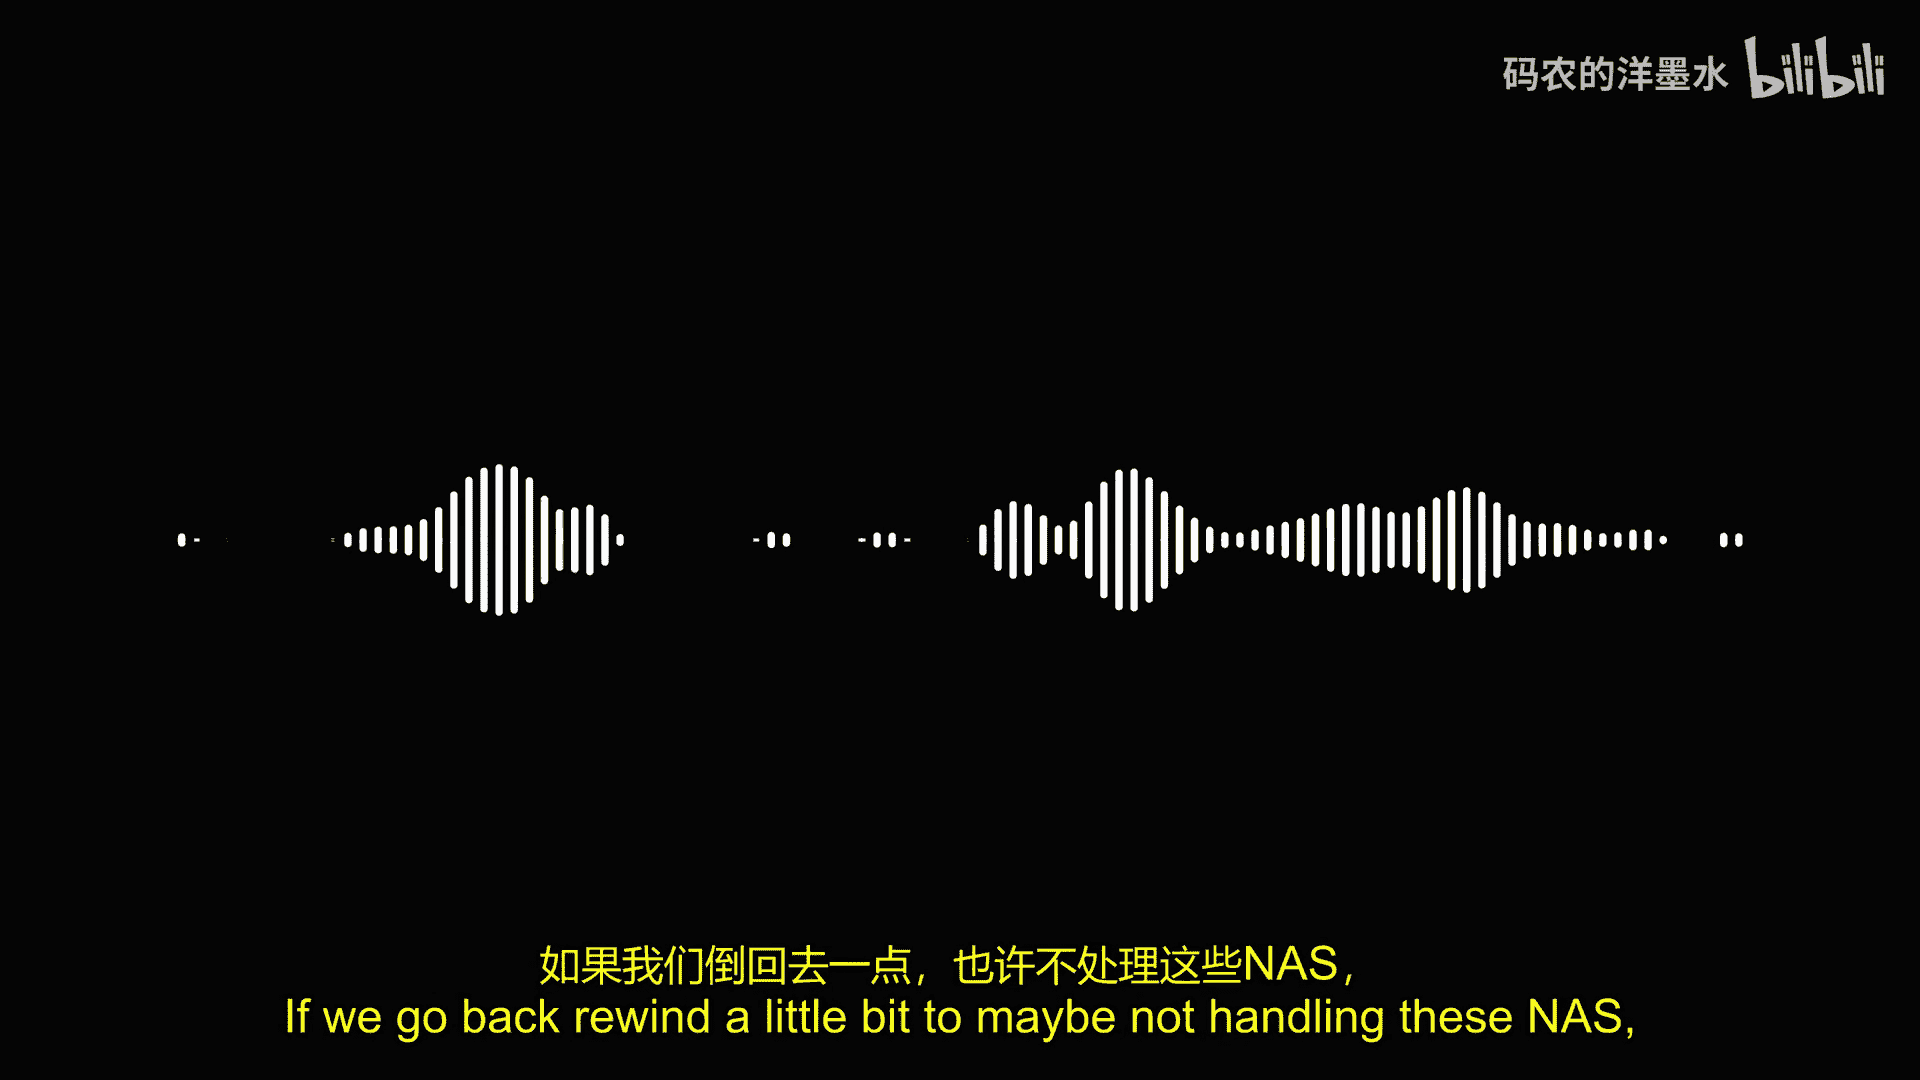 码农的洋墨水 bilibili
如果我们倒回去一点，也许不处理这些NAS，
If we go back rewind a little bit to maybe not handling these NAS,